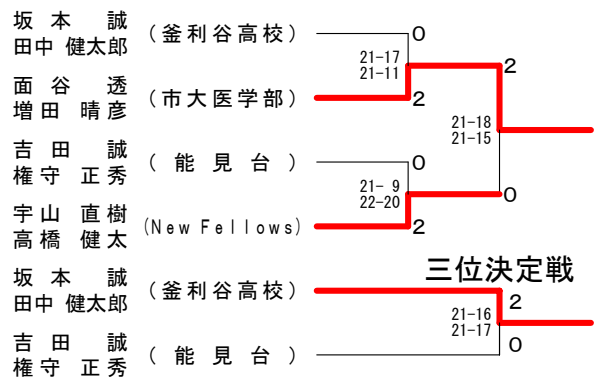 坂本 誠
田中 健太郎
(釜利谷高校)
0
21-17
21-11
2
面谷 透
増田 晴彦
(市大医学部)
2
21-18
21-15
吉田 誠
権守 正秀
(能見台)
0
21- 9
22-20
0
宇山 直樹
高橋 健太
(New Fellows)
2
三位決定戦
坂本 誠
田中 健太郎
(釜利谷高校)
2
21-16
21-17
吉田 誠
権守 正秀
(能見台)
0